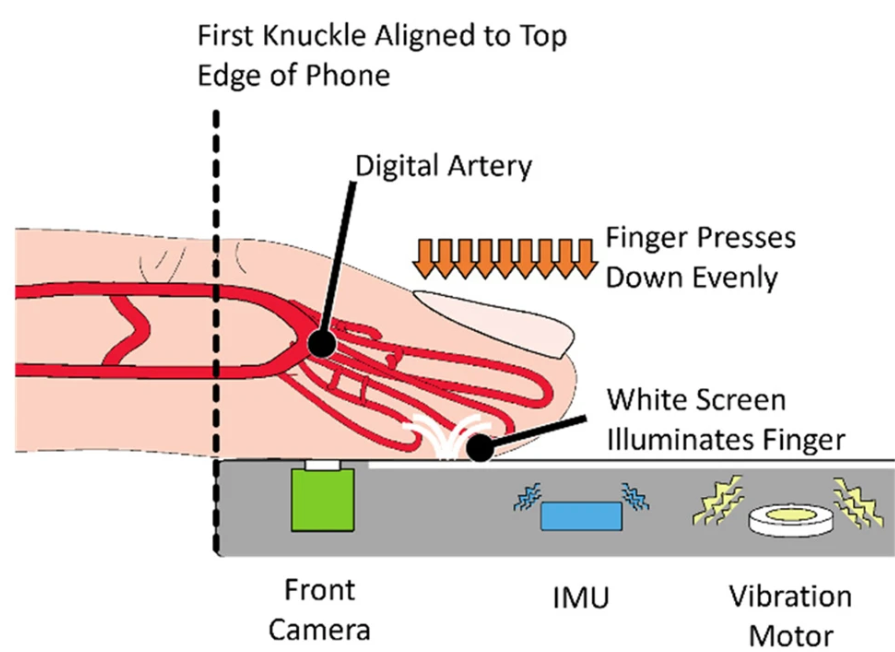 First Knuckle Aligned to Top
Edge of Phone
Digital Artery
Finger Presses
Down Evenly
White Screen
Illuminates Finger
Front
Camera
IMU
Vibration
Motor